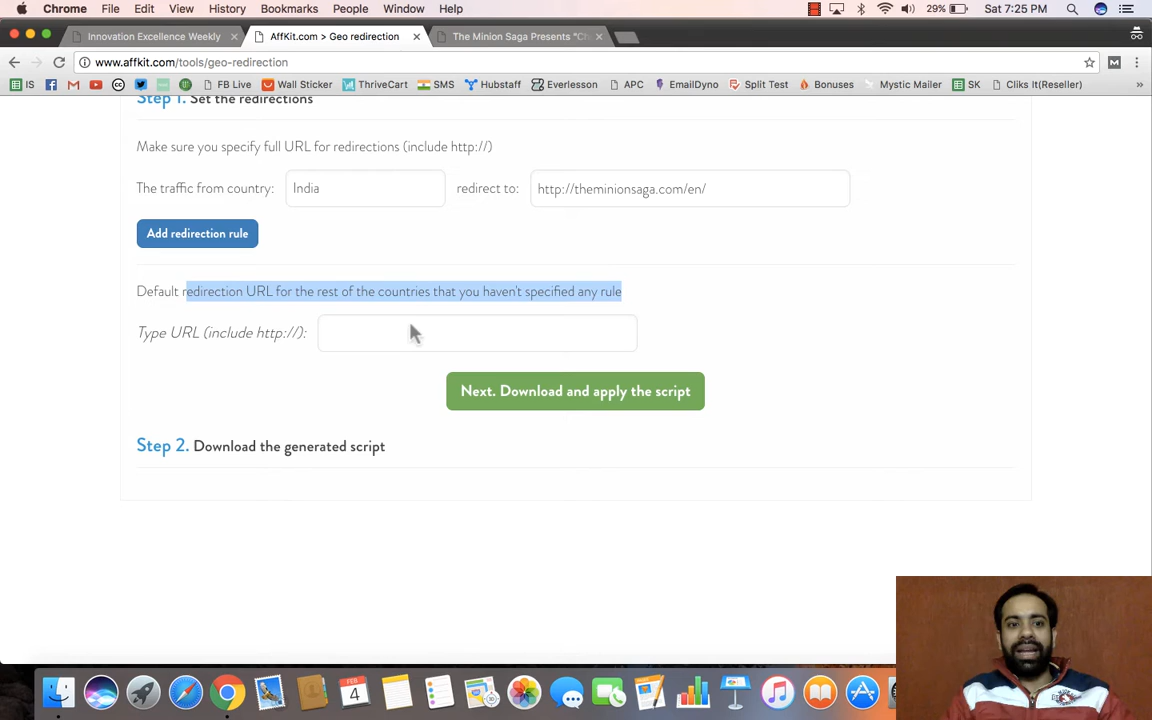 Chrome File Edit View History Bookmarks People Window Help 29% Sat 7:25 PM
Innovation Excellence Weekly AffKit.com > Geo redirection The Minion Saga Presents "Ch
www.affkit.com/tools/geo-redirection
IS FB Live Wall Sticker ThriveCart SMS Hubstaff Everlesson APC EmailDyno Split Test Bonuses Mystic Mailer SK Cliks It(Reseller) »
Step 1. Set the redirections
Make sure you specify full URL for redirections (include http://)
The traffic from country: India redirect to: http://theminionsaga.com/en/
Add redirection rule
Default redirection URL for the rest of the countries that you haven't specified any rule
Type URL (include http://):
Next. Download and apply the script
Step 2. Download the generated script
FEB
4